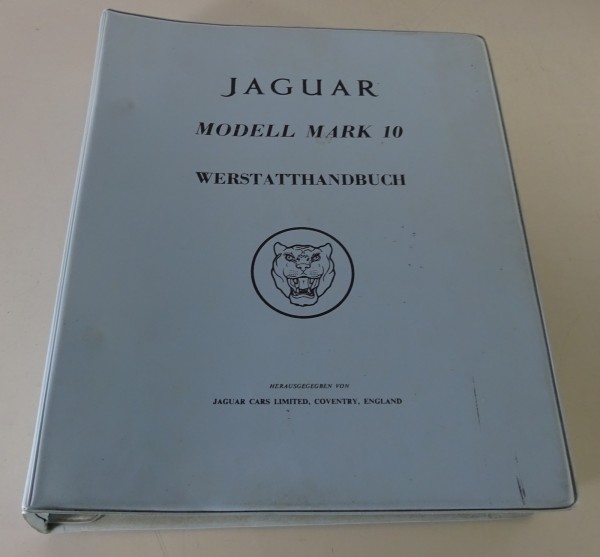 JAGUAR
MODELL MARK 10
WERSTATTHANDBUCH
HERAUSGEGEBEN VON
JAGUAR CARS LIMITED, COVENTRY, ENGLAND